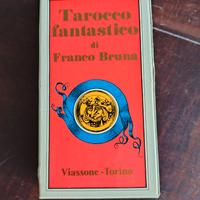 Tarocco
fantastico
di
Franco Bruna
Viassone - Torino